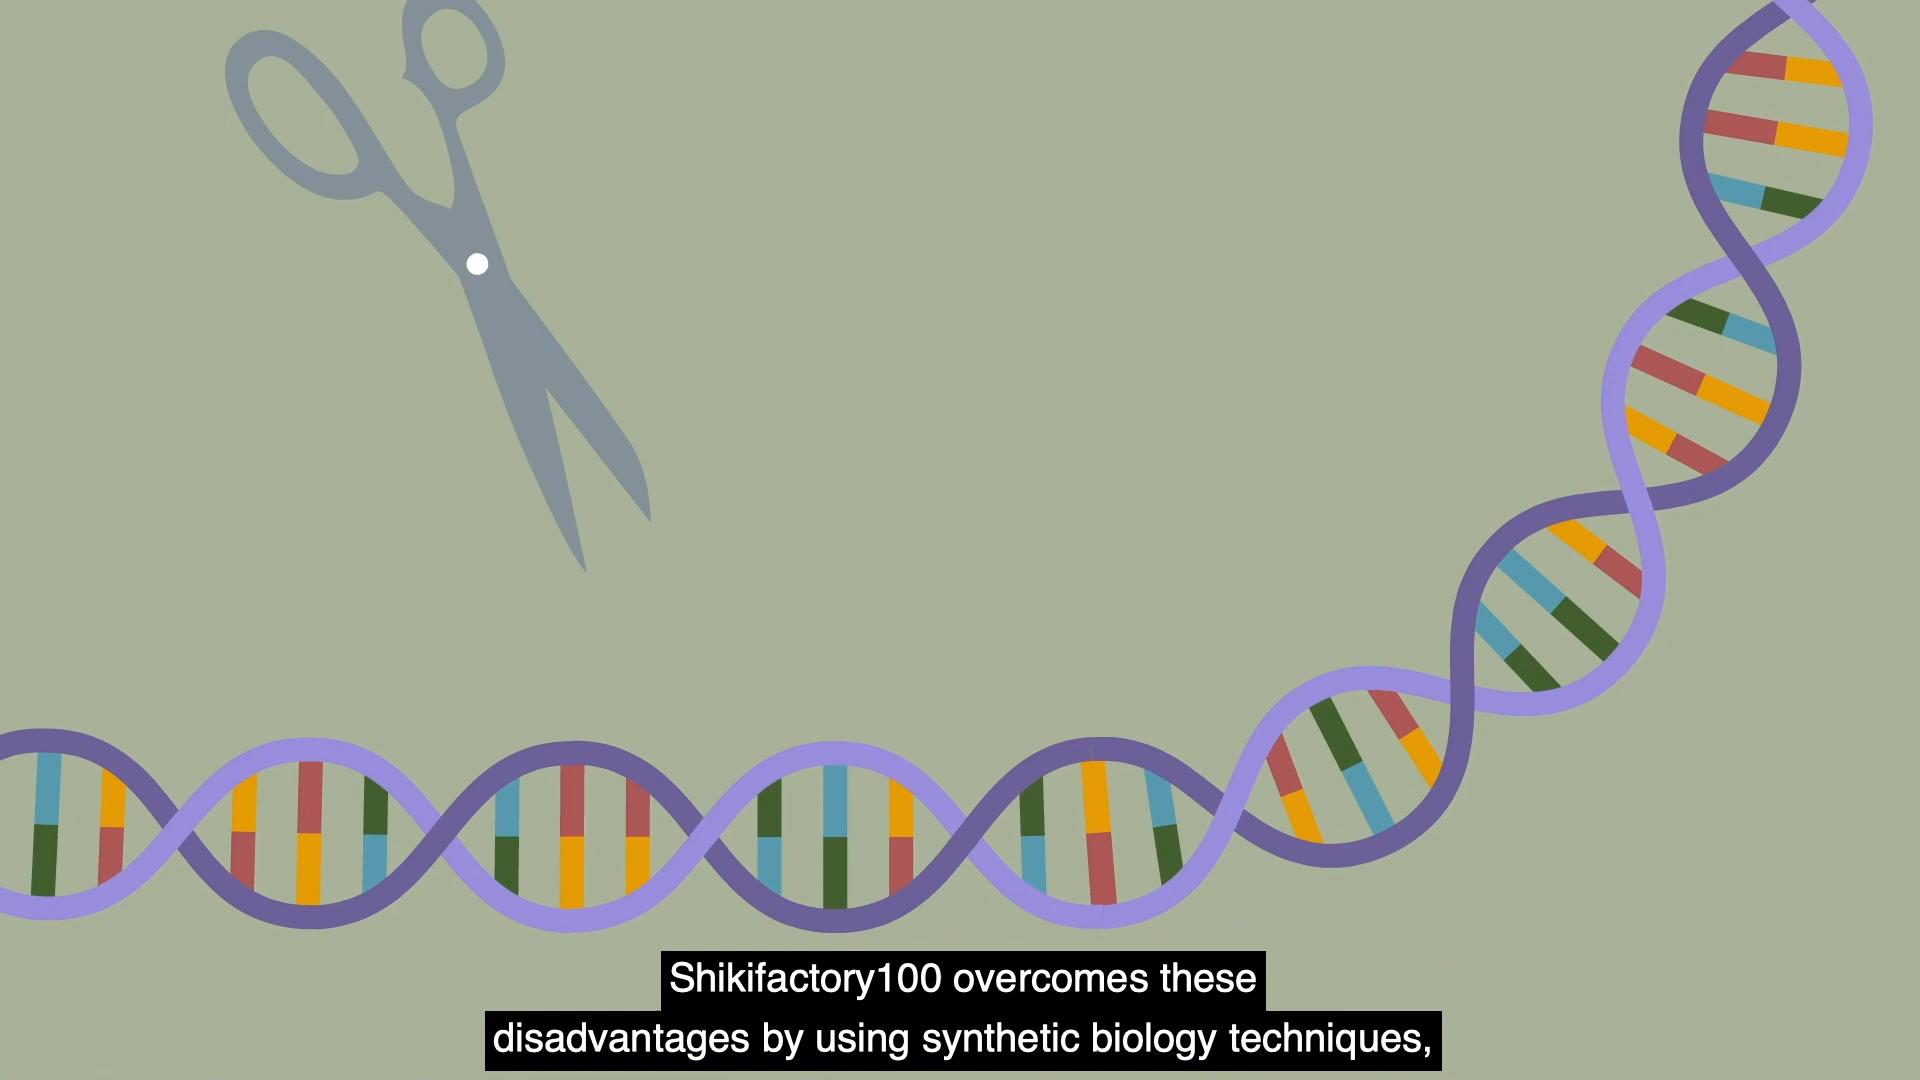 Shikifactory100 overcomes these
disadvantages by using synthetic biology techniques,